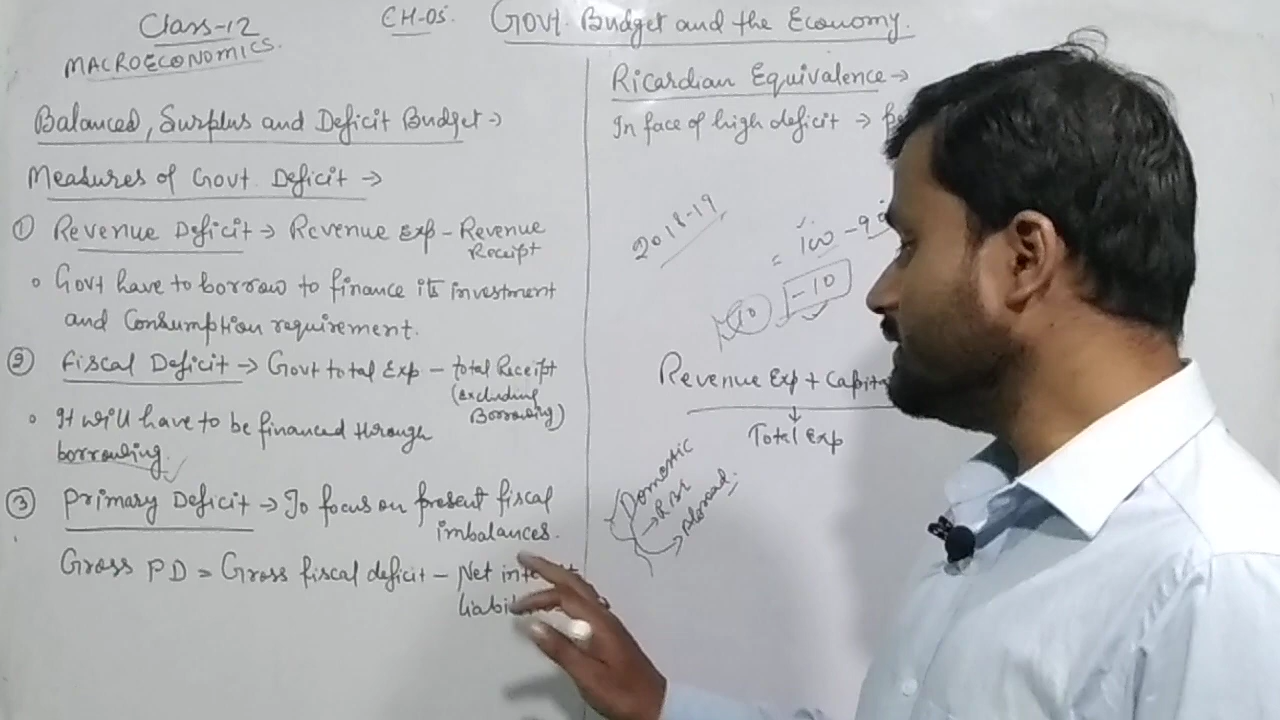 Class-12
MACROECONOMICS.
CH-05.
Govt. Budget and the Economy.
Balanced, Surplus and Deficit Budget →
Measures of Govt. Deficit →
① Revenue Deficit → Revenue Exp - Revenue
Receipt
• Govt have to borrow to finance its investment
and Consumption requirement.
② Fiscal Deficit → Govt total Exp - total Receipt
(excluding
Borrowing)
• It will have to be financed through
borrowing.
③ Primary Deficit → To focus on present fiscal
imbalances.
Gross PD = Gross fiscal deficit - Net
Ricardian Equivalence →
In face of high deficit →
2018-19
= 100 - 90
-10
10
Revenue Exp + Capit
↓
Total Exp
Domestic
→ RBI
→ Abroad